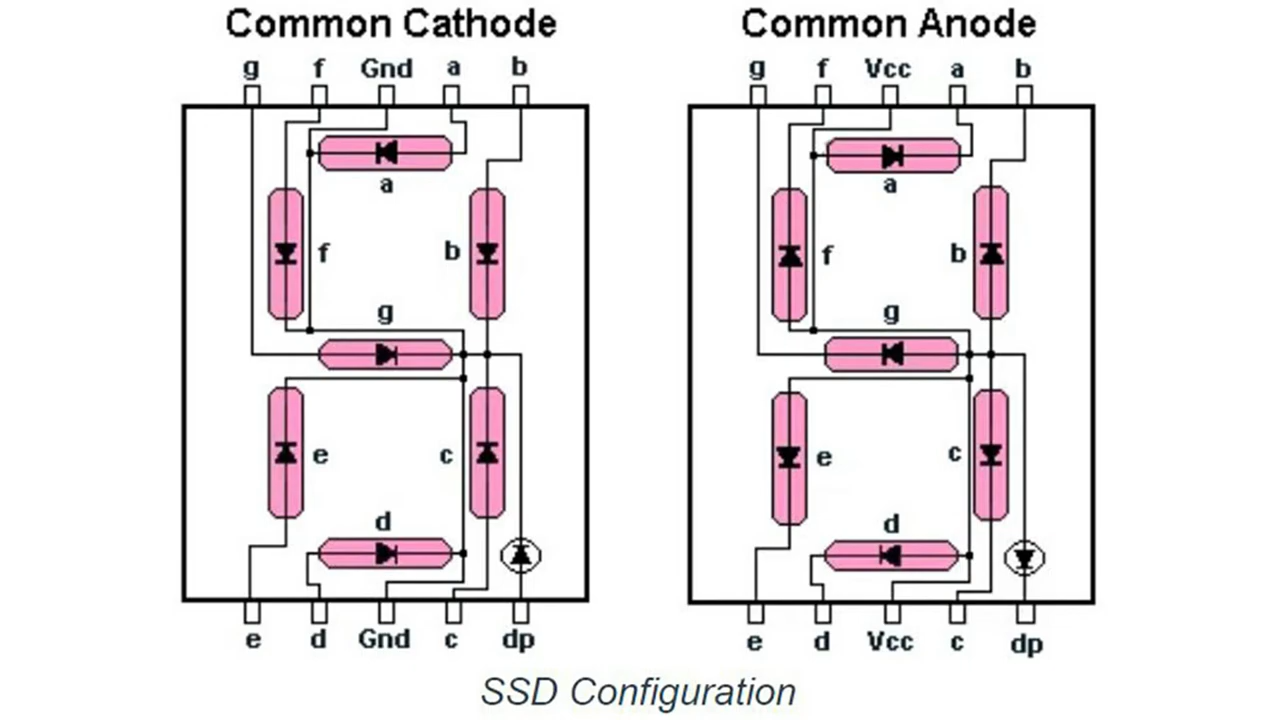 Common Cathode
g f Gnd a b
a
f b
g
e c
d
e d Gnd c dp
Common Anode
g f Vcc a b
a
f b
g
e c
d
e d Vcc c dp
SSD Configuration